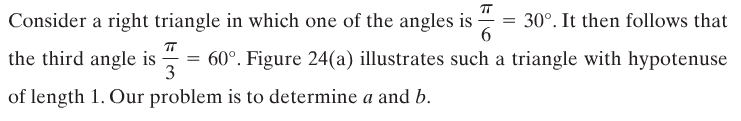 Consider a right triangle in which one of the angles is π/6 = 30°. It then follows that
the third angle is π/3 = 60°. Figure 24(a) illustrates such a triangle with hypotenuse
of length 1. Our problem is to determine a and b.